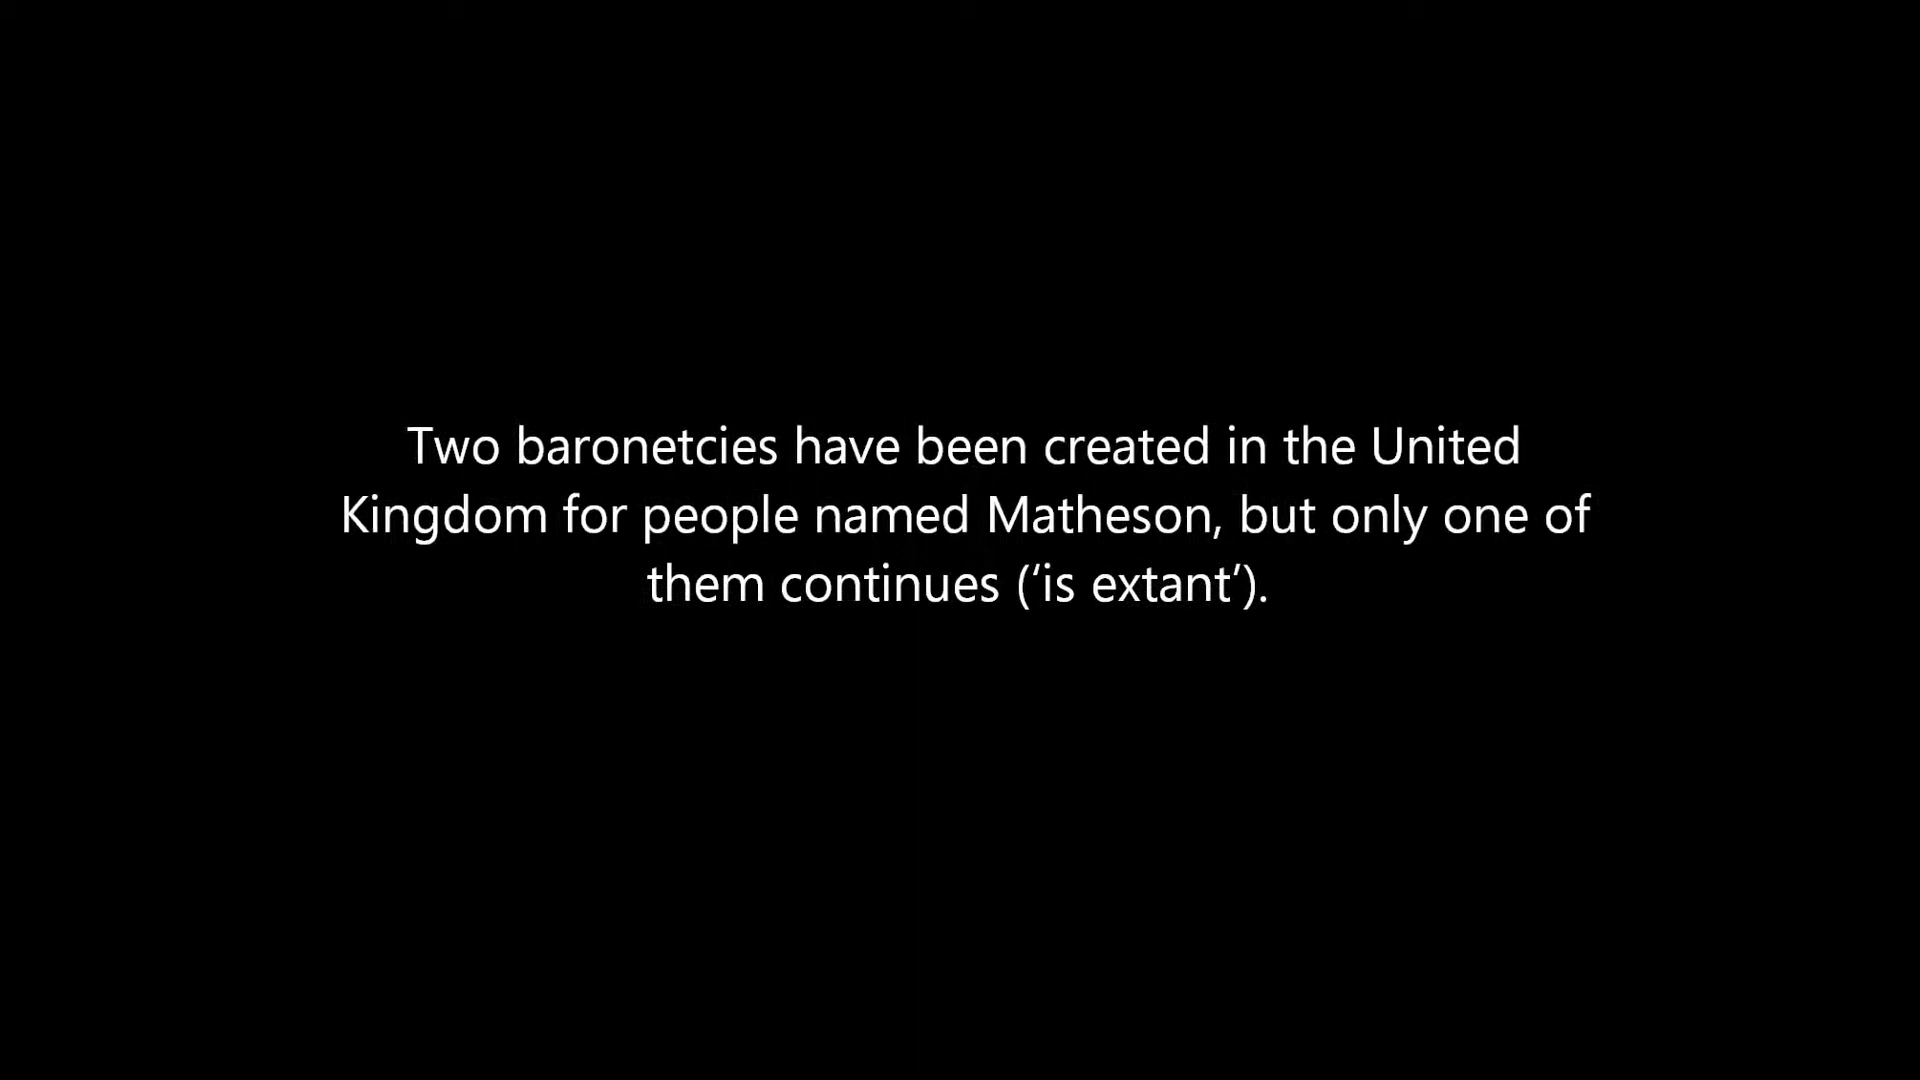 Two baronetcies have been created in the United
Kingdom for people named Matheson, but only one of
them continues (‘is extant’).